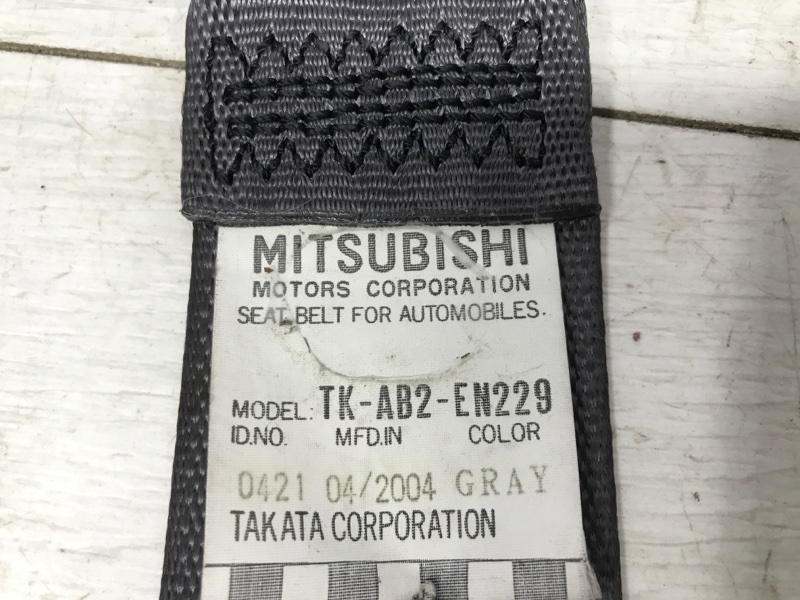 MITSUBISHI
MOTORS CORPORATION
SEAT BELT FOR AUTOMOBILES.
MODEL: TK-AB2-EN229
ID.NO. MFD.IN COLOR
0421 04/2004 GRAY
TAKATA CORPORATION